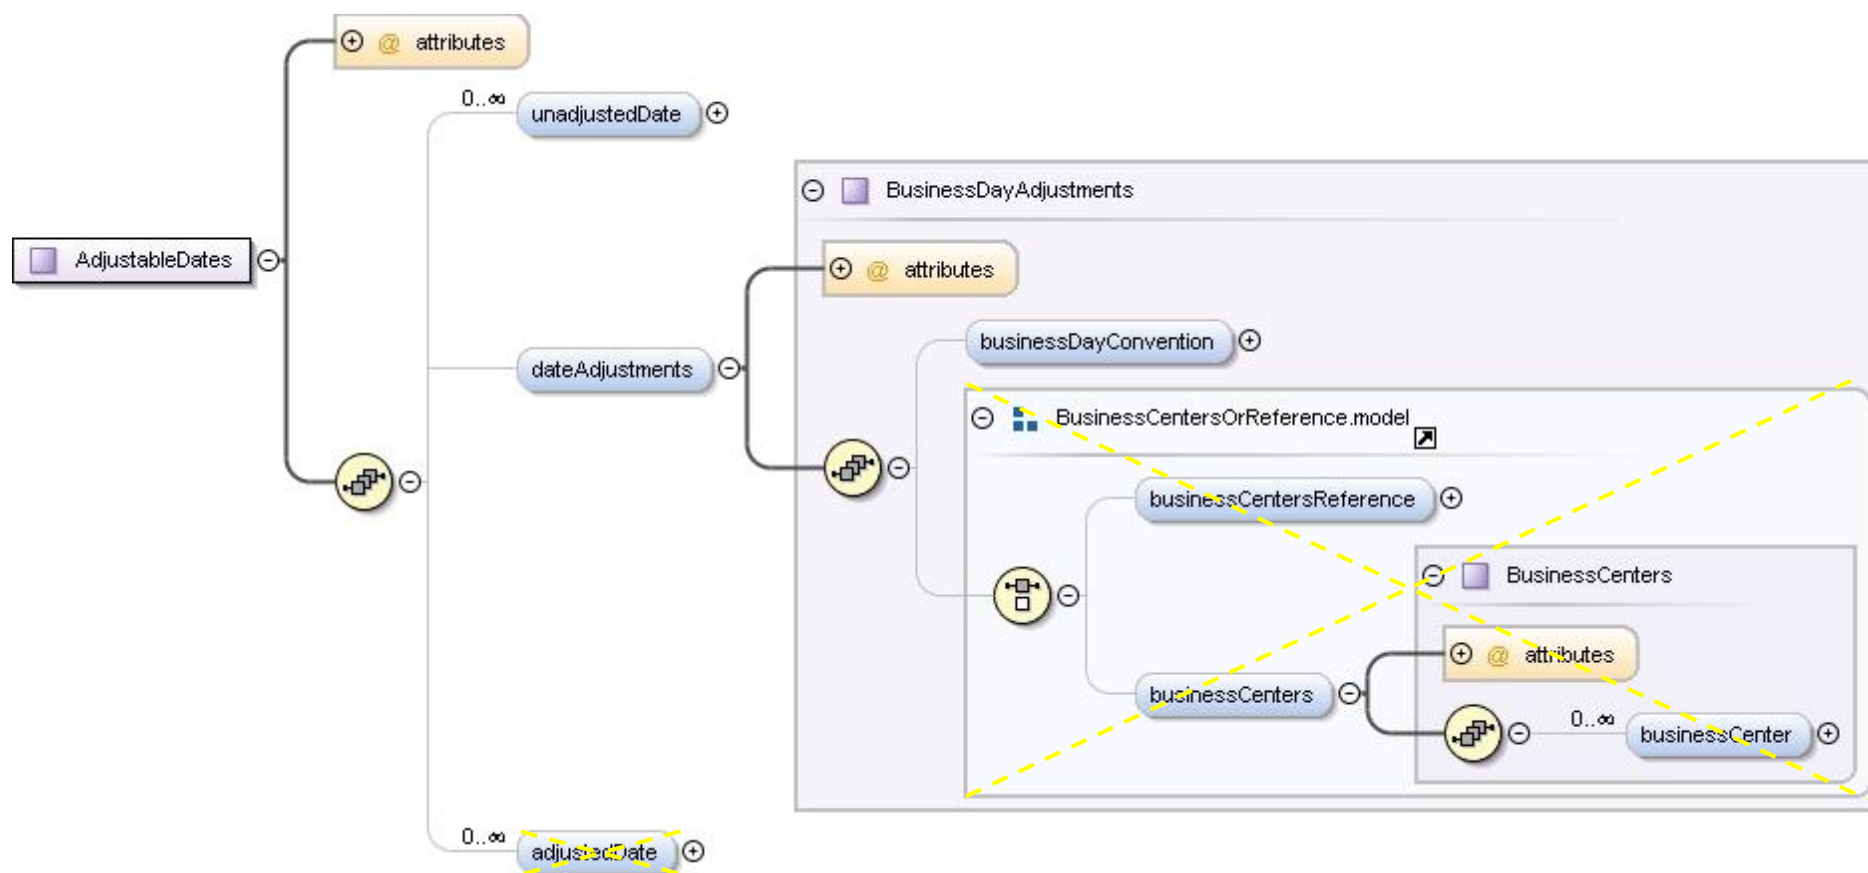 @ attributes
0..∞
unadjustedDate
BusinessDayAdjustments
AdjustableDates
@ attributes
businessDayConvention
dateAdjustments
BusinessCentersOrReference.model
businessCentersReference
BusinessCenters
@ attributes
businessCenters
0..∞
businessCenter
0..∞
adjustedDate